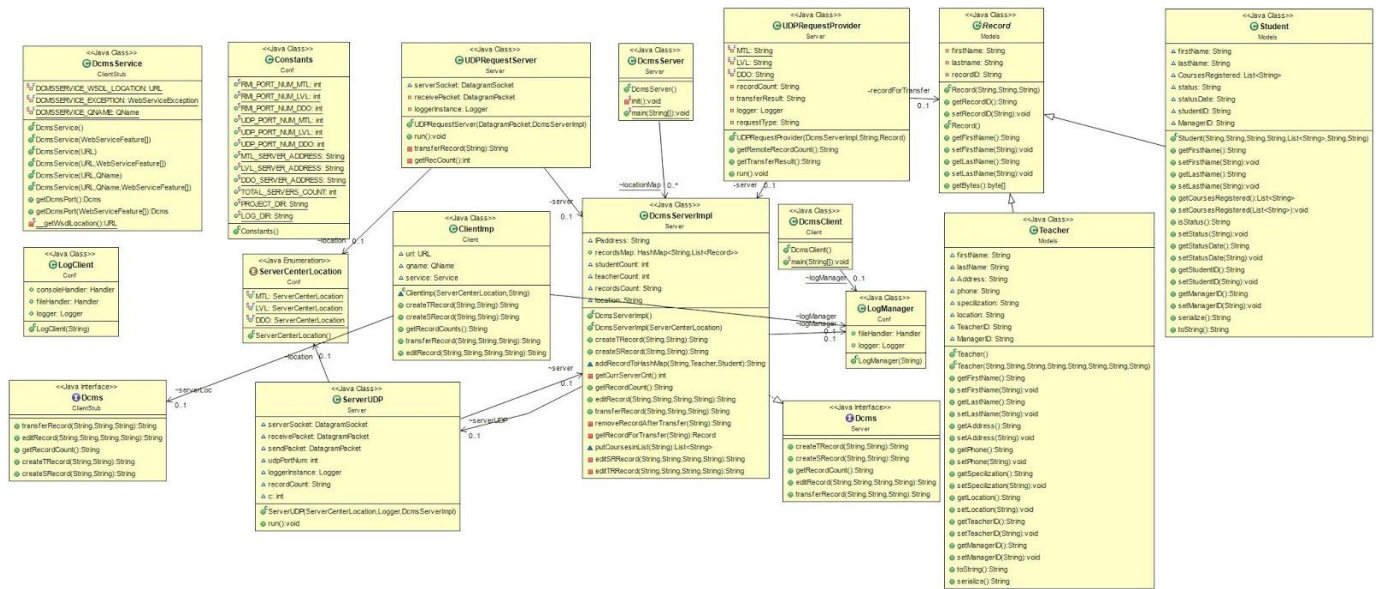 <<Java Class>>
DcmsService
ClientStub
DCMSSERVICE_WSDL_LOCATION: URL
DCMSSERVICE_EXCEPTION: WebServiceException
DCMSSERVICE_QNAME: QName
DcmsService()
DcmsService(WebServiceFeature[])
DcmsService(URL)
DcmsService(URL,WebServiceFeature[])
DcmsService(URL,QName)
DcmsService(URL,QName,WebServiceFeature[])
getDcmsPort():Dcms
getDcmsPort(WebServiceFeature[]):Dcms
__getWsdlLocation():URL
<<Java Class>>
LogClient
Conf
consoleHandler: Handler
fileHandler: Handler
logger: Logger
LogClient(String)
<<Java Interface>>
Dcms
ClientStub
transferRecord(String,String,String):String
editRecord(String,String,String,String):String
getRecordCount():String
createTRecord(String,String):String
createSRecord(String,String):String
<<Java Class>>
Constants
Conf
RMI_PORT_NUM_MTL: int
RMI_PORT_NUM_LVL: int
RMI_PORT_NUM_DDO: int
UDP_PORT_NUM_MTL: int
UDP_PORT_NUM_LVL: int
UDP_PORT_NUM_DDO: int
MTL_SERVER_ADDRESS: String
LVL_SERVER_ADDRESS: String
DDO_SERVER_ADDRESS: String
TOTAL_SERVERS_COUNT: int
PROJECT_DIR: String
LOG_DIR: String
Constants()
<<Java Enumeration>>
ServerCenterLocation
Conf
MTL: ServerCenterLocation
LVL: ServerCenterLocation
DDO: ServerCenterLocation
ServerCenterLocation()
~location
0..1
~location
0..1
~serverLoc
0..1
<<Java Class>>
ServerUDP
Server
serverSocket: DatagramSocket
receivePacket: DatagramPacket
sendPacket: DatagramPacket
udpPortNum: int
loggerInstance: Logger
recordCount: String
c: int
ServerUDP(ServerCenterLocation,Logger,DcmsServerImpl)
run():void
<<Java Class>>
UDPRequestServer
Server
serverSocket: DatagramSocket
receivePacket: DatagramPacket
loggerInstance: Logger
UDPRequestServer(DatagramPacket,DcmsServerImpl)
run():void
transferRecord(String):String
getRecCount():int
<<Java Class>>
ClientImp
Client
url: URL
qname: QName
service: Service
ClientImp(ServerCenterLocation,String)
createTRecord(String,String):String
createSRecord(String,String):String
getRecordCounts():String
transferRecord(String,String):String
editRecord(String,String,String,String):String
-server
0..1
~server
0..1
~serverUDP
0..1
<<Java Class>>
DcmsServer
Server
DcmsServer()
init():void
main(String[]):void
~locationMap
0..*
<<Java Class>>
DcmsServerImpl
Server
IPaddress: String
recordsMap: HashMap<String,List<Record>>
studentCount: int
teacherCount: int
recordsCount: String
location: String
DcmsServerImpl()
DcmsServerImpl(ServerCenterLocation)
createTRecord(String,String):String
createSRecord(String,String):String
addRecordToHashMap(String,Teacher,Student):String
getCurrServerCnt():int
getRecordCount():String
editRecord(String,String,String,String):String
transferRecord(String,String,String):String
removeRecordAfterTransfer(String):String
getRecordForTransfer(String):Record
putCoursesinList(String):List<String>
editSRRecord(String,String,String,String):String
editTRRecord(String,String,String,String):String
<<Java Class>>
UDPRequestProvider
Server
MTL: String
LVL: String
DDO: String
recordCount: String
transferResult: String
logger: Logger
requestType: String
UDPRequestProvider(DcmsServerImpl,String,Record)
getRemoteRecordCount():String
getTransferResult():String
run():void
-server
0..1
-recordForTransfer
0..1
<<Java Class>>
DcmsClient
Client
DcmsClient()
main(String[]):void
~logManager
0..1
~logManager
~logManager
0..1
0..1
<<Java Class>>
LogManager
Conf
fileHandler: Handler
logger: Logger
LogManager(String)
<<Java Interface>>
Dcms
Server
createTRecord(String,String):String
createSRecord(String,String):String
getRecordCount():String
editRecord(String,String,String,String):String
transferRecord(String,String,String):String
<<Java Class>>
Record
Models
firstName: String
lastname: String
recordID: String
Record(String,String,String)
getRecordID():String
setRecordID(String):void
Record()
getFirstName():String
setFirstName(String):void
getLastName():String
setLastName(String):void
getBytes():byte[]
<<Java Class>>
Teacher
Models
firstName: String
lastName: String
Address: String
phone: String
specilization: String
location: String
TeacherID: String
ManagerID: String
Teacher()
Teacher(String,String,String,String,String,String,String,String)
getFirstName():String
setFirstName(String):void
getLastName():String
setLastName(String):void
getAddress():String
setAddress(String):void
getPhone():String
setPhone(String):void
getSpecilization():String
setSpecilization(String):void
getLocation():String
setLocation(String):void
getTeacherID():String
setTeacherID(String):void
getManagerID():String
setManagerID(String):void
toString():String
serialize():String
<<Java Class>>
Student
Models
firstName: String
lastName: String
CoursesRegistered: List<String>
status: String
statusDate: String
studentID: String
ManagerID: String
Student(String,String,String,String,List<String>,String,String)
getFirstName():String
setFirstName(String):void
getLastName():String
setLastName(String):void
getCoursesRegistered():List<String>
setCoursesRegistered(List<String>):void
isStatus():String
setStatus(String):void
getStatusDate():String
setStatusDate(String):void
getStudentID():String
setStudentID(String):void
getManagerID():String
setManagerID(String):void
serialize():String
toString():String